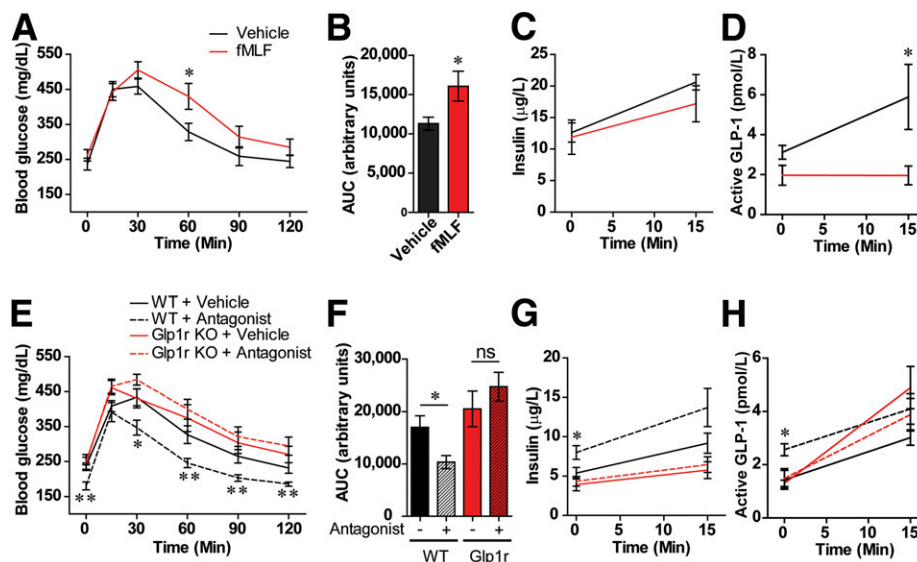 A
Vehicle
fMLF
Blood glucose (mg/dL)
550
450
350
250
150
*
0 30 60 90 120
Time (Min)
B
AUC (arbitrary units)
20,000
15,000
10,000
5,000
0
*
Vehicle
fMLF
C
Insulin (μg/L)
25
20
15
10
5
0
0 5 10 15
Time (Min)
D
Active GLP-1 (pmol/L)
8
6
4
2
0
*
0 5 10 15
Time (Min)
E
WT + Vehicle
WT + Antagonist
Glp1r KO + Vehicle
Glp1r KO + Antagonist
Blood glucose (mg/dL)
550
450
350
250
150
** * ** ** **
0 30 60 90 120
Time (Min)
F
AUC (arbitrary units)
30,000
20,000
10,000
0
*
ns
Antagonist - + - +
WT Glp1r
G
Insulin (μg/L)
20
15
10
5
0
*
0 5 10 15
Time (Min)
H
Active GLP-1 (pmol/L)
6
4
2
0
*
0 5 10 15
Time (Min)